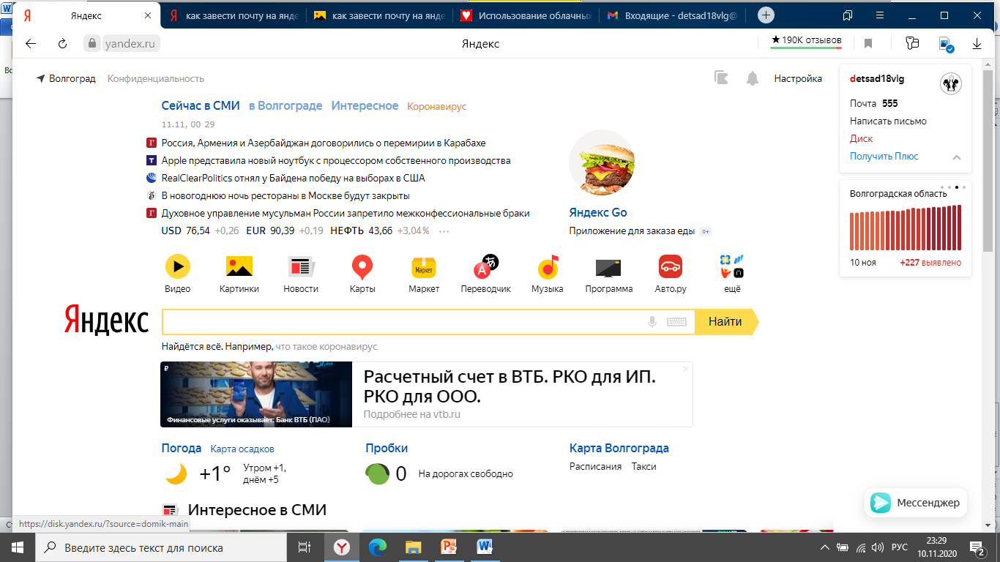 Яндекс
как завести почту на янде
как завести почту на янде
Использование облачных
Входящие - detsad18vlg@
yandex.ru
Яндекс
190K отзывов
Волгоград Конфиденциальность
Настройка
Сейчас в СМИ в Волгограде Интересное Коронавирус
11.11, 00 29
Россия, Армения и Азербайджан договорились о перемирии в Карабахе
Apple представила новый ноутбук с процессором собственного производства
RealClearPolitics отнял у Байдена победу на выборах в США
В новогоднюю ночь рестораны в Москве будут закрыты
Духовное управление мусульман России запретило межконфессиональные браки
USD 76,54 +0,26 EUR 90,39 +0,19 НЕФТЬ 43,66 +3,04% ···
Яндекс Go
Приложение для заказа еды 0+
detsad18vlg
Почта 555
Написать письмо
Диск
Получить Плюс
Волгоградская область
10 ноя +227 выявлено
Маркет
Видео Картинки Новости Карты Маркет Переводчик Музыка Программа Авто.ру ещё
Яндекс
Найти
Найдётся всё. Например, что такое коронавирус
₽
Финансовые услуги оказывает: Банк ВТБ (ПАО)
Расчетный счет в ВТБ. РКО для ИП.
РКО для ООО.
Подробнее на vtb.ru
Погода Карта осадков
+1° Утром +1,
днём +5
Пробки
0 На дорогах свободно
Карта Волгограда
Расписания Такси
Интересное в СМИ
Мессенджер
https://disk.yandex.ru/?source=domik-main
Введите здесь текст для поиска
РУС
23:29
10.11.2020
2